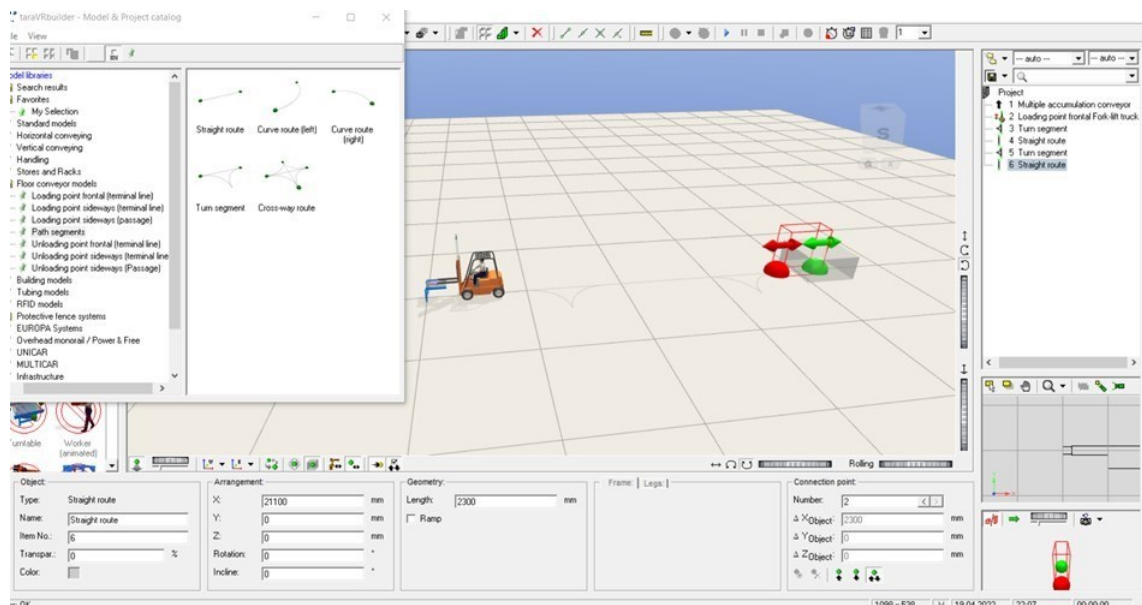 taraVRbuilder - Model & Project catalog
View
Model libraries
Search results
Favorites
My Selection
Standard models
Horizontal conveying
Vertical conveying
Handling
Stores and Racks
Floor conveyor models
Loading point frontal (terminal line)
Loading point sideways (terminal line)
Loading point sideways (passage)
Path segments
Unloading point frontal (terminal line)
Unloading point sideways (terminal line
Unloading point sideways (Passage)
Building models
Tubing models
RFID models
Protective fence systems
EUROPA Systems
Overhead monorail / Power & Free
UNICAR
MULTICAR
Infrastructure
Straight route
Curve route (left)
Curve route (right)
Turn segment
Cross-way route
1
-- auto --
-- auto --
Project
1 Multiple accumulation conveyor
2 Loading point frontal Fork-lift truck
3 Turn segment
4 Straight route
5 Turn segment
6 Straight route
S
Turntable
Worker (animated)
Rolling
Object:
Type: Straight route
Name: Straight route
Item No.: 6
Transpar.: 0 %
Color:
Arrangement:
X: 21100 mm
Y: 0 mm
Z: 0 mm
Rotation: 0 °
Incline: 0 °
Geometry:
Length: 2300 mm
Ramp
Frame: Legs:
Connection point:
Number: 2
Δ XObject: 2300 mm
Δ YObject: 0 mm
Δ ZObject: 0 mm
OK
1098 x 538
19.04.2022
22:07
00:00:00